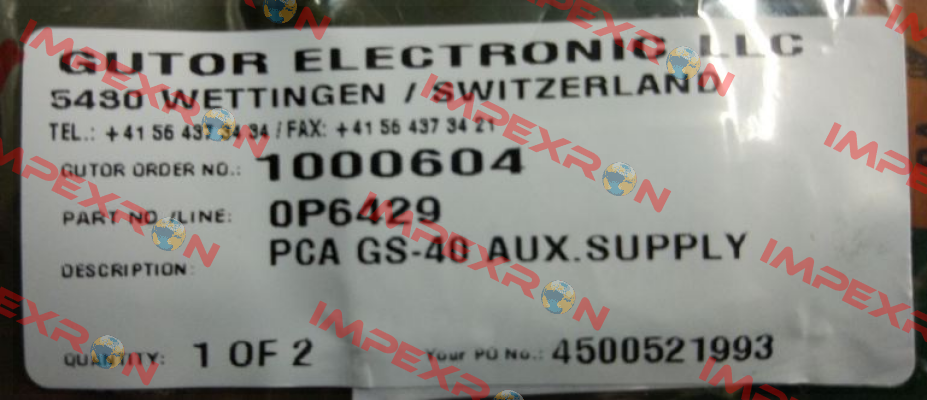 GUTOR ELECTRONIC LLC
5430 WETTINGEN / SWITZERLAND
TEL.: +41 56 437 34 34 / FAX: +41 56 437 34 21
GUTOR ORDER NO.: 1000604
PART NO /LINE: 0P6429
DESCRIPTION: PCA GS-40 AUX.SUPPLY
QUANTITY: 1 OF 2 Your PO No.: 4500521993
IMPEXRON